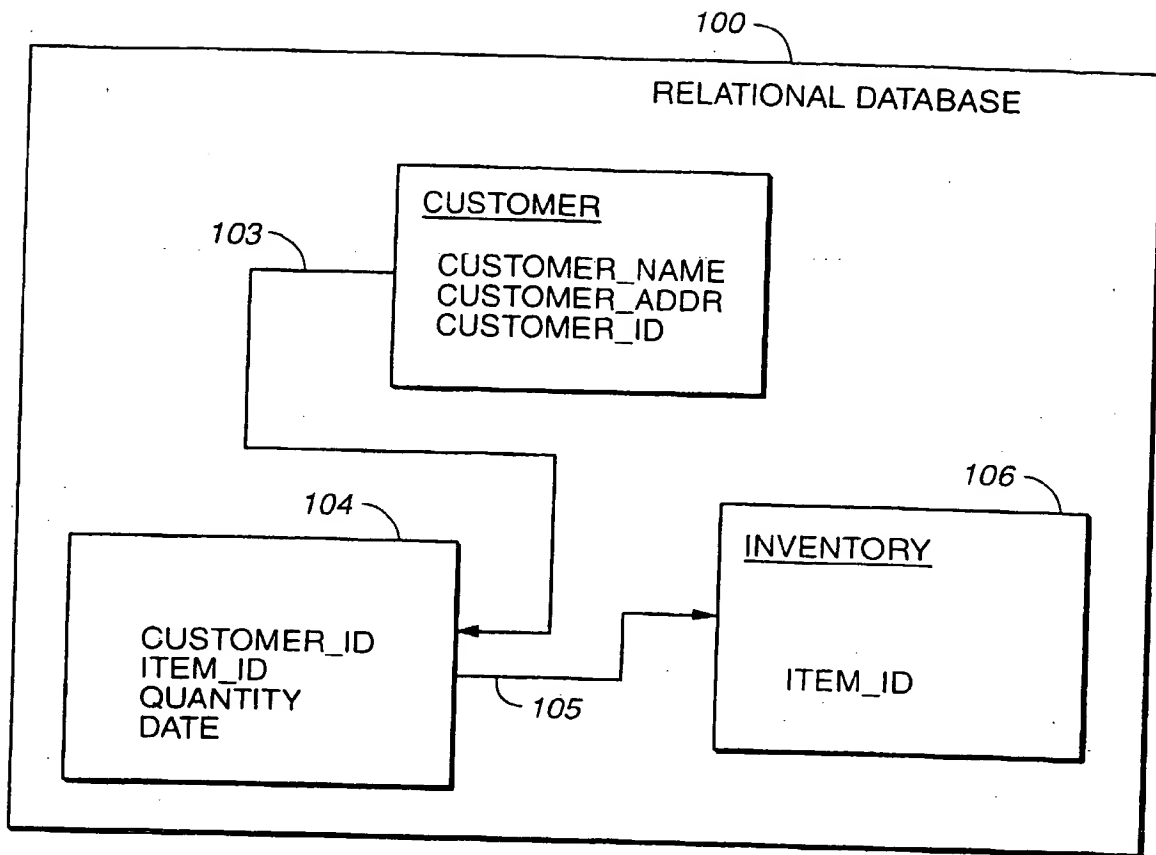 100
RELATIONAL DATABASE
CUSTOMER
103
CUSTOMER_NAME
CUSTOMER_ADDR
CUSTOMER_ID
104
CUSTOMER_ID
ITEM_ID
QUANTITY
DATE
105
106
INVENTORY
ITEM_ID